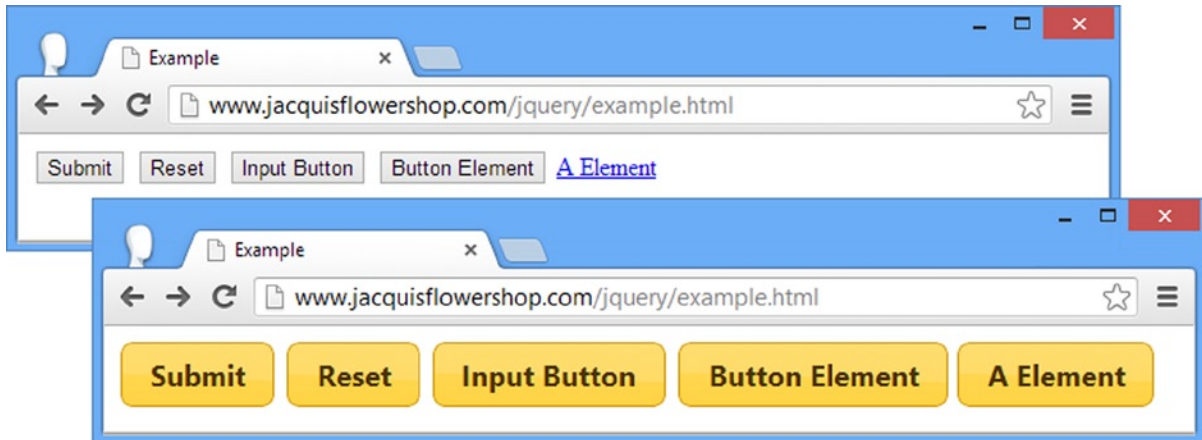 Example
www.jacquisflowershop.com/jquery/example.html
Submit Reset Input Button Button Element A Element
Example
www.jacquisflowershop.com/jquery/example.html
Submit Reset Input Button Button Element A Element